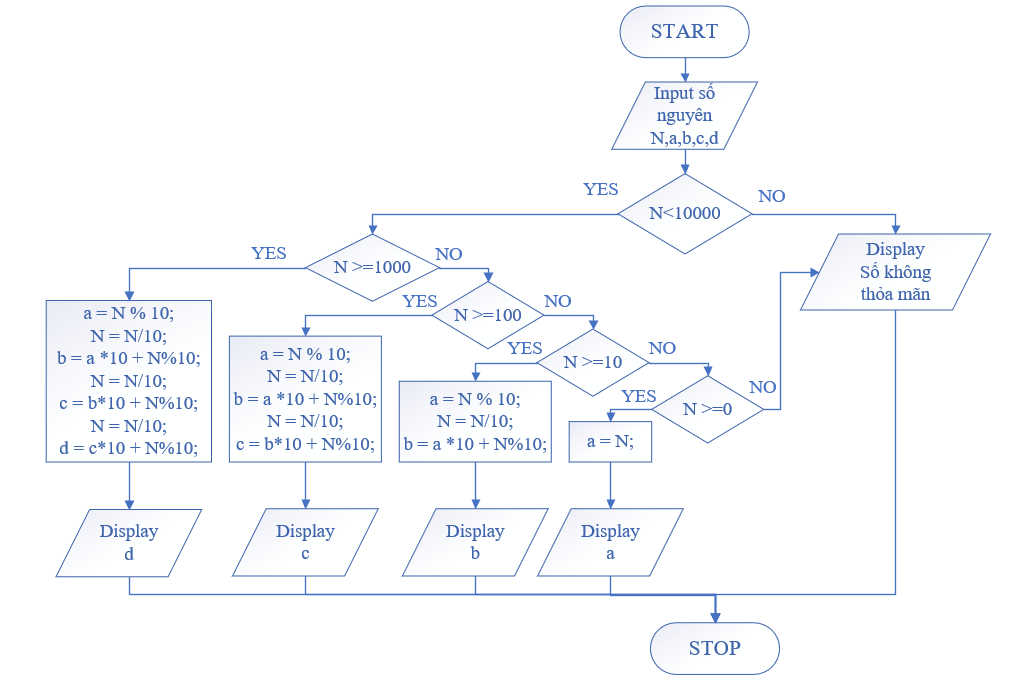 START
Input số
nguyên
N,a,b,c,d
YES
N<10000
NO
YES
N >=1000
NO
Display
Số không
thỏa mãn
a = N % 10;
N = N/10;
b = a *10 + N%10;
N = N/10;
c = b*10 + N%10;
N = N/10;
d = c*10 + N%10;
YES
N >=100
NO
a = N % 10;
N = N/10;
b = a *10 + N%10;
N = N/10;
c = b*10 + N%10;
YES
N >=10
NO
a = N % 10;
N = N/10;
b = a *10 + N%10;
YES
N >=0
NO
a = N;
Display
d
Display
c
Display
b
Display
a
STOP